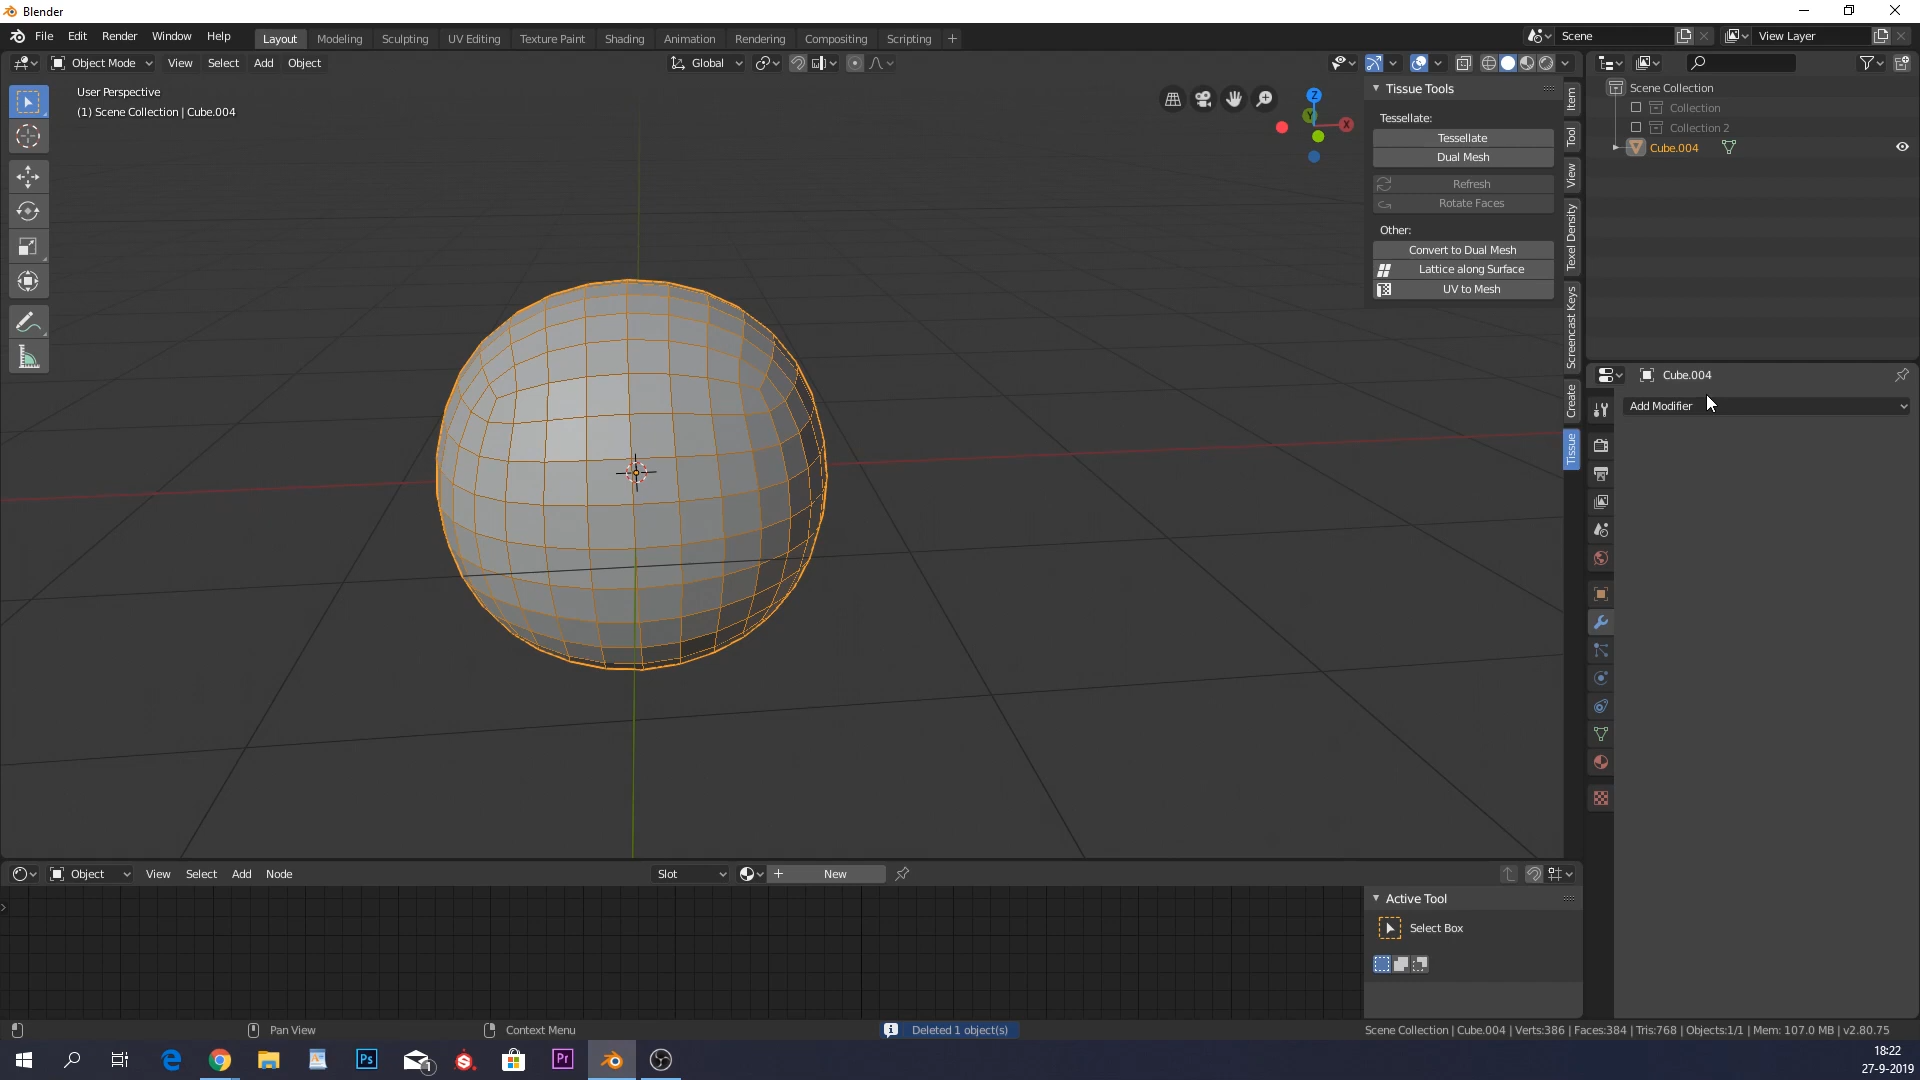 Blender
File Edit Render Window Help
Layout Modeling Sculpting UV Editing Texture Paint Shading Animation Rendering Compositing Scripting +
Scene
View Layer
Object Mode View Select Add Object
Global
User Perspective
(1) Scene Collection | Cube.004
Z
Y
X
Tissue Tools
Tessellate:
Tessellate
Dual Mesh
Refresh
Rotate Faces
Other:
Convert to Dual Mesh
Lattice along Surface
UV to Mesh
Item
Tool
View
Texel Density
Screencast Keys
Create
Tissue
Scene Collection
Collection
Collection 2
Cube.004
Cube.004
Add Modifier
Object View Select Add Node
Slot
New
Active Tool
Select Box
Pan View
Context Menu
Deleted 1 object(s)
Scene Collection | Cube.004 | Verts:386 | Faces:384 | Tris:768 | Objects:1/1 | Mem: 107.0 MB | v2.80.75
Ps
1
Pr
18:22
27-9-2019